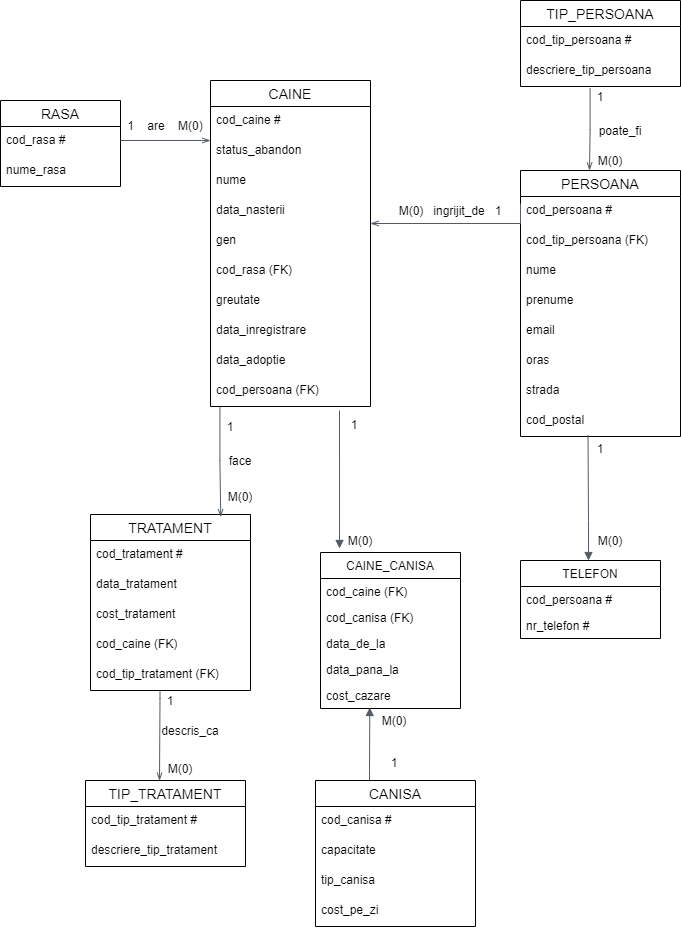 TIP_PERSOANA
cod_tip_persoana #
descriere_tip_persoana
1
poate_fi
M(0)
RASA
cod_rasa #
nume_rasa
1 are M(0)
CAINE
cod_caine #
status_abandon
nume
data_nasterii
gen
cod_rasa (FK)
greutate
data_inregistrare
data_adoptie
cod_persoana (FK)
M(0) ingrijit_de 1
PERSOANA
cod_persoana #
cod_tip_persoana (FK)
nume
prenume
email
oras
strada
cod_postal
1
face
M(0)
1
M(0)
1
M(0)
TRATAMENT
cod_tratament #
data_tratament
cost_tratament
cod_caine (FK)
cod_tip_tratament (FK)
CAINE_CANISA
cod_caine (FK)
cod_canisa (FK)
data_de_la
data_pana_la
cost_cazare
TELEFON
cod_persoana #
nr_telefon #
1
descris_ca
M(0)
M(0)
1
TIP_TRATAMENT
cod_tip_tratament #
descriere_tip_tratament
CANISA
cod_canisa #
capacitate
tip_canisa
cost_pe_zi